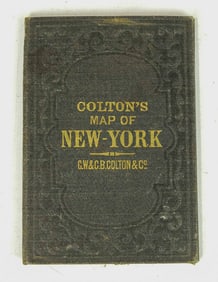 COLTON'S
MAP OF
NEW-YORK
G.W.& C.B. COLTON & Co.